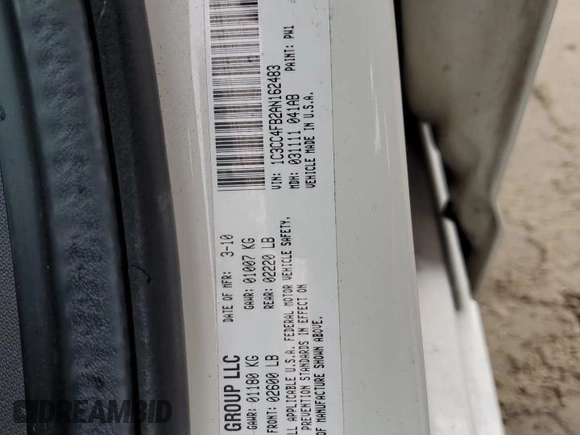 GROUP LLC
DATE OF MFR: 3-10
GAWR: 01180 KG
GAWR: 01007 KG
FRONT: 02600 LB
REAR: 02220 LB
ALL APPLICABLE U.S.A. FEDERAL MOTOR VEHICLE SAFETY,
PREVENTION STANDARDS IN EFFECT ON
OF MANUFACTURE SHOWN ABOVE.
VIN: 1C3CC4FB2AN162483
MDH: 031111 041AB
PAINT: PW1
VEHICLE MADE IN U.S.A.
DREAMBID